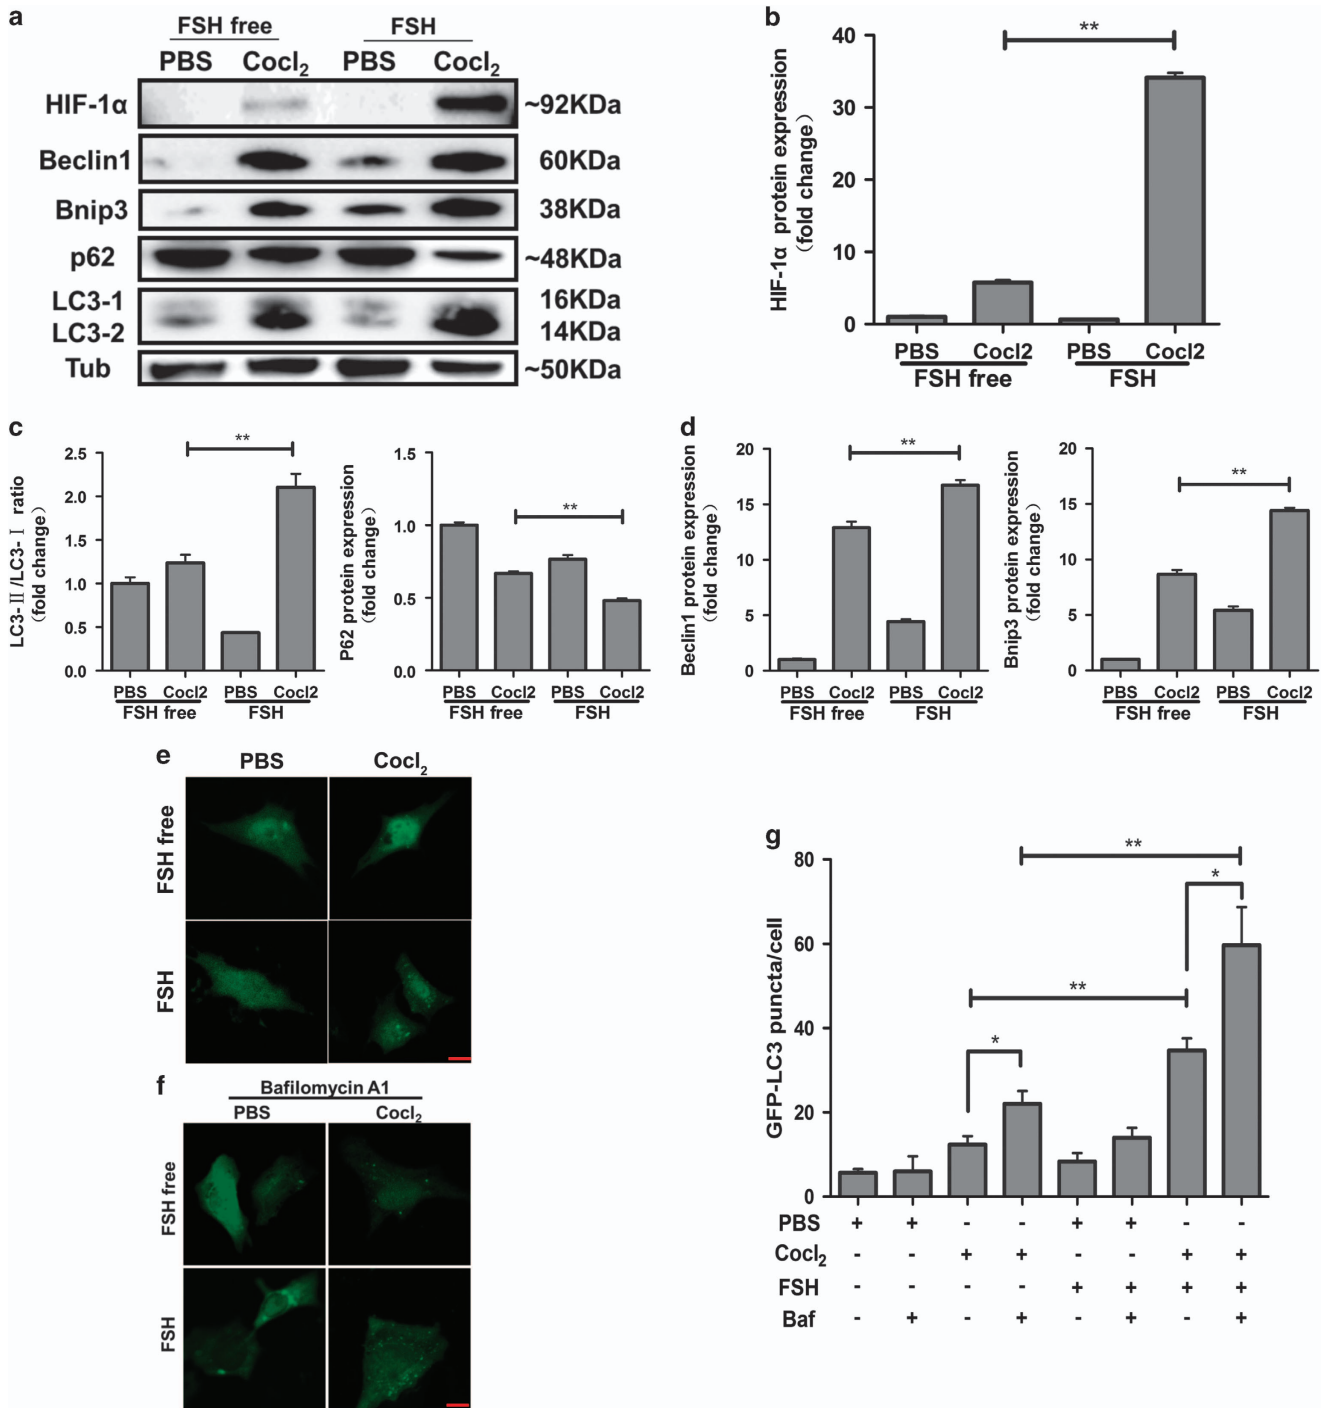 a
FSH free FSH
PBS Cocl2 PBS Cocl2
HIF-1α ~92KDa
Beclin1 60KDa
Bnip3 38KDa
p62 ~48KDa
LC3-1 16KDa
LC3-2 14KDa
Tub ~50KDa
b
HIF-1α protein expression
(fold change)
40
30
20
10
0
**
PBS Cocl2 PBS Cocl2
FSH free FSH
c
LC3-Ⅱ/LC3-Ⅰ ratio
(fold change)
2.5
2.0
1.5
1.0
0.5
0.0
**
PBS Cocl2 PBS Cocl2
FSH free FSH
P62 protein expression
(fold change)
1.5
1.0
0.5
0.0
**
PBS Cocl2 PBS Cocl2
FSH free FSH
d
Beclin1 protein expression
(fold change)
20
15
10
5
0
**
PBS Cocl2 PBS Cocl2
FSH free FSH
Bnip3 protein expression
(fold change)
20
15
10
5
0
**
PBS Cocl2 PBS Cocl2
FSH free FSH
e
PBS Cocl2
FSH free
FSH
f
Bafilomycin A1
PBS Cocl2
FSH free
FSH
g
GFP-LC3 puncta/cell
80
60
40
20
0
**
*
**
*
PBS + + - - + + - -
Cocl2 - - + + - - + +
FSH - - - - + + + +
Baf - + - + - + - +